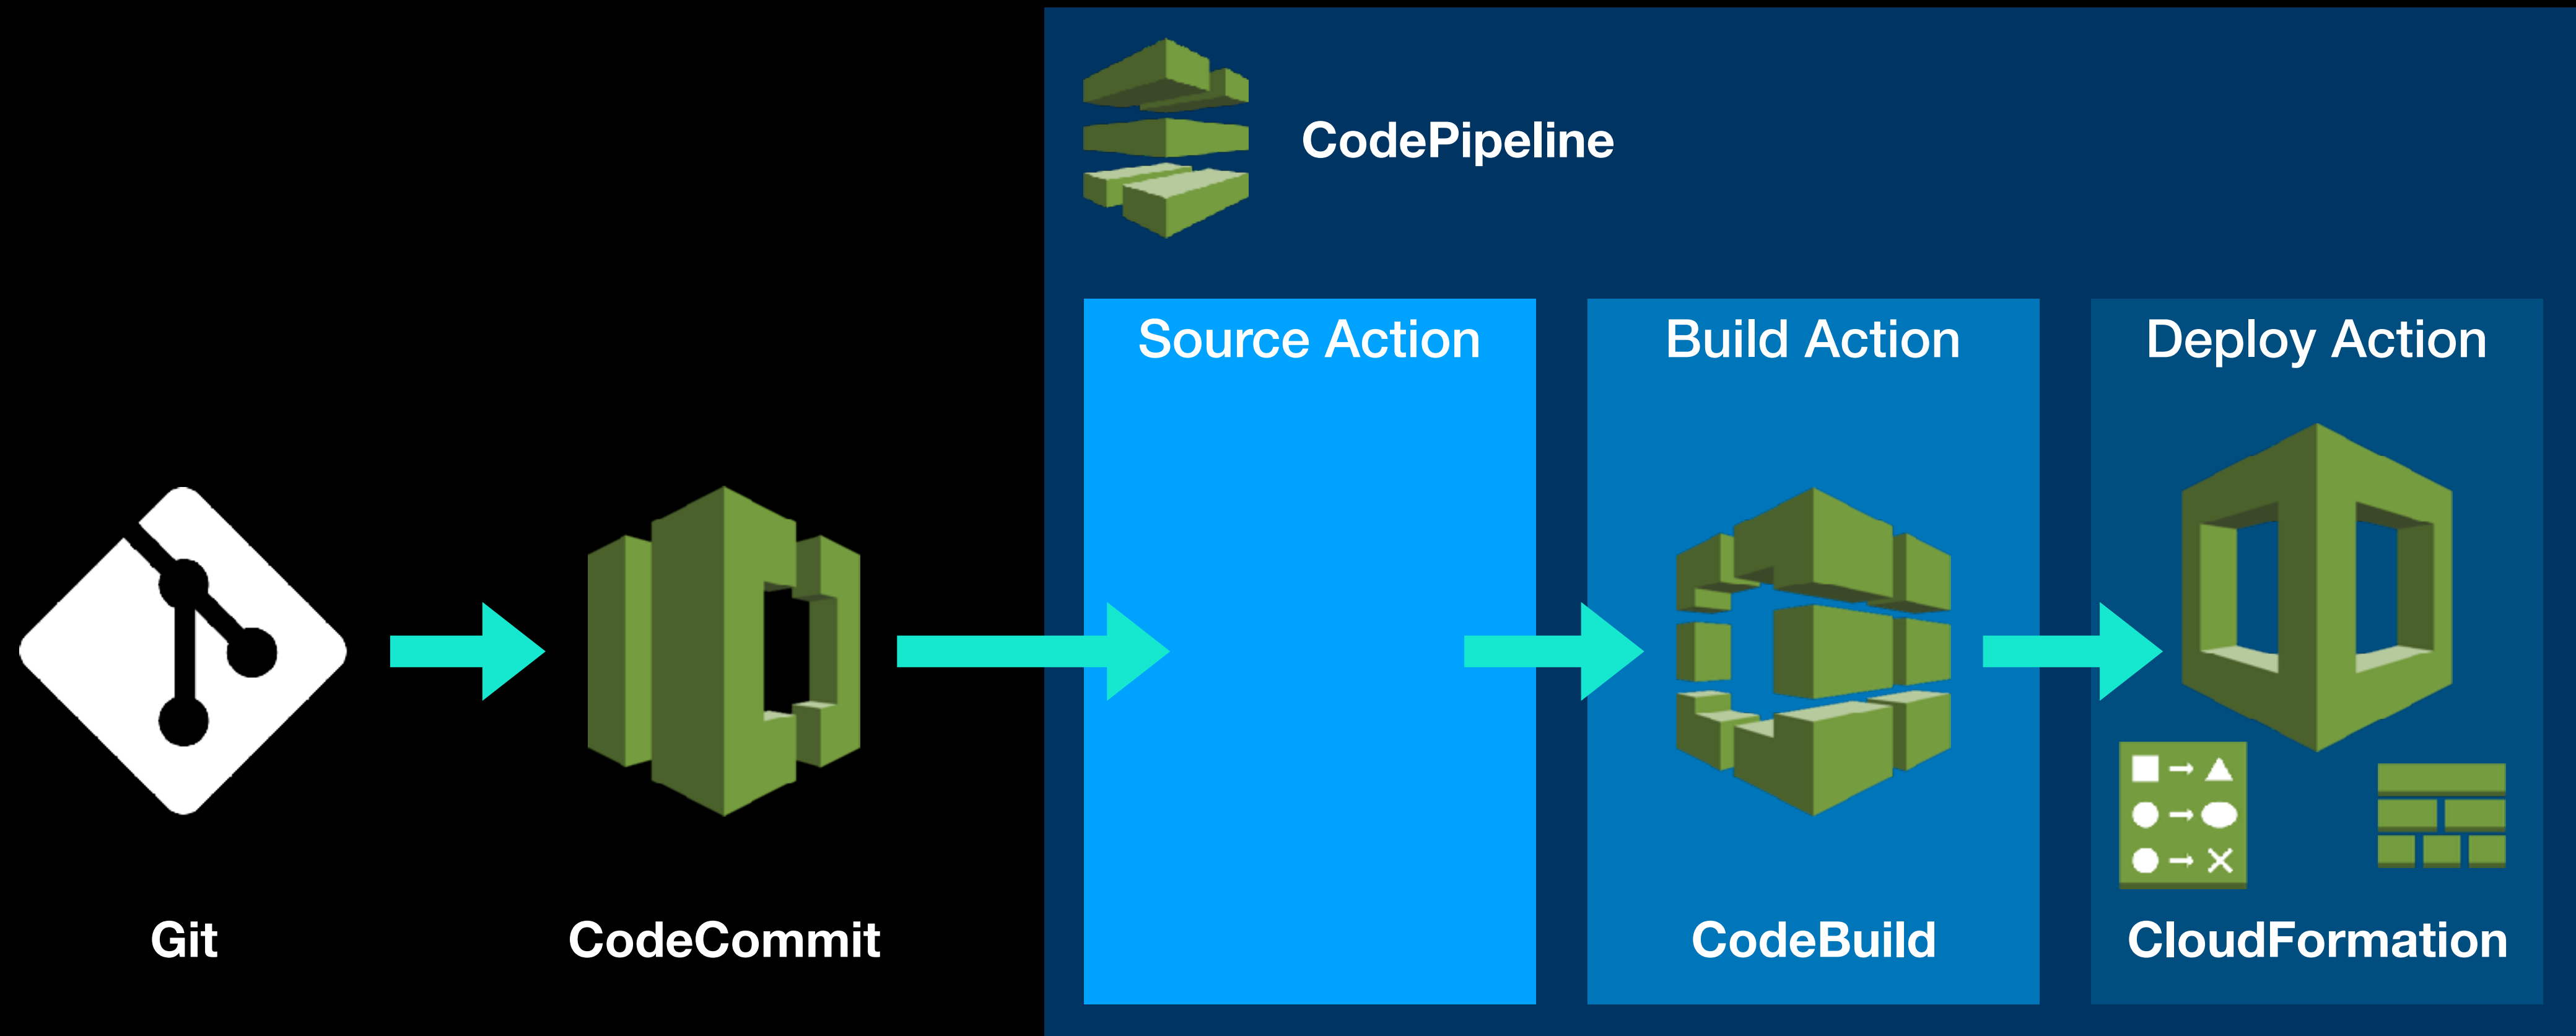 CodePipeline
Source Action
Build Action
Deploy Action
Git
CodeCommit
CodeBuild
CloudFormation